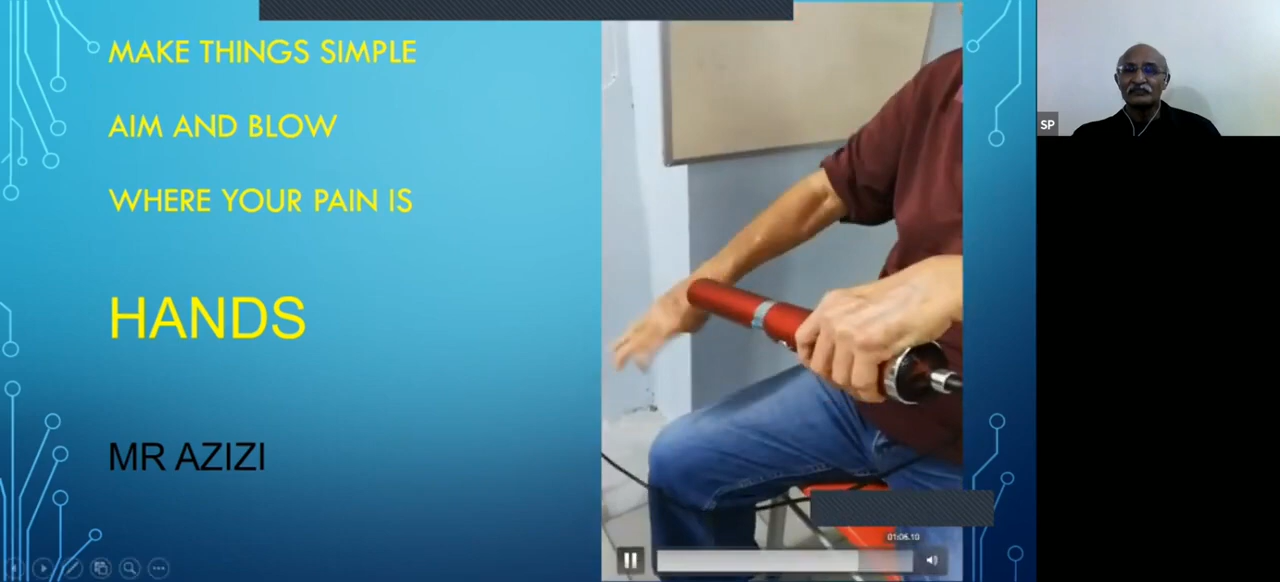 MAKE THINGS SIMPLE
AIM AND BLOW
WHERE YOUR PAIN IS
HANDS
MR AZIZI
01:06.10
SP